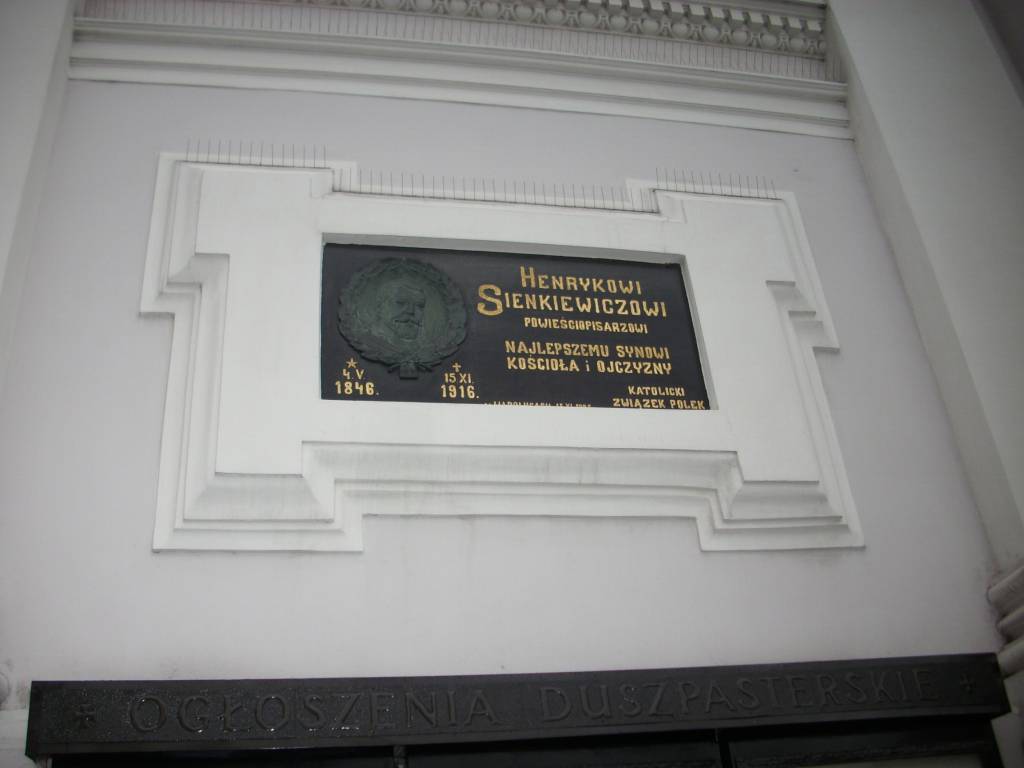 HENRYKOWI
SIENKIEWICZOWI
POWIEŚCIOPISARZOWI
NAJLEPSZEMU SYNOWI
KOŚCIOŁA i OJCZYZNY
4.V
1846.
15 XI.
1916.
KATOLICKI
ZWIĄZEK POLEK
OGŁOSZENIA DUSZPASTERSKIE